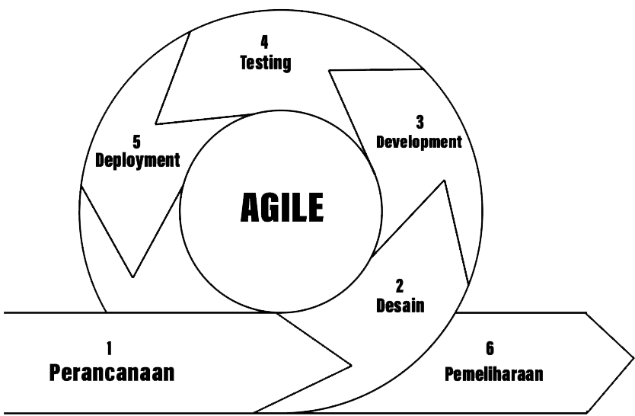 4
Testing
3
Development
5
Deployment
AGILE
2
Desain
1
Perancanaan
6
Pemeliharaan